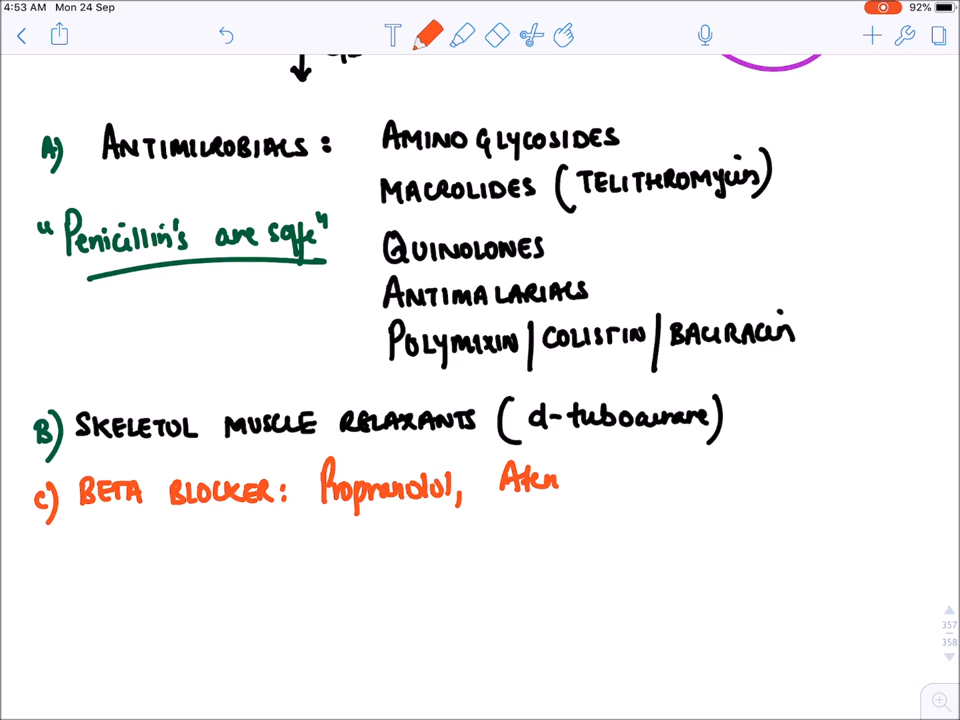 4:53 AM Mon 24 Sep 92%
T
A) ANTIMICROBIALS : AMINOGLYCOSIDES
MACROLIDES (TELITHROMYCIN)
"Penicillin's are safe"
QUINOLONES
ANTIMALARIALS
POLYMIXIN / COLISTIN / BACIRACIN
B) SKELETOL MUSCLE RELAXANTS (d-tubocurare)
C) BETA BLOCKER: Propranolol, Aten
357
358